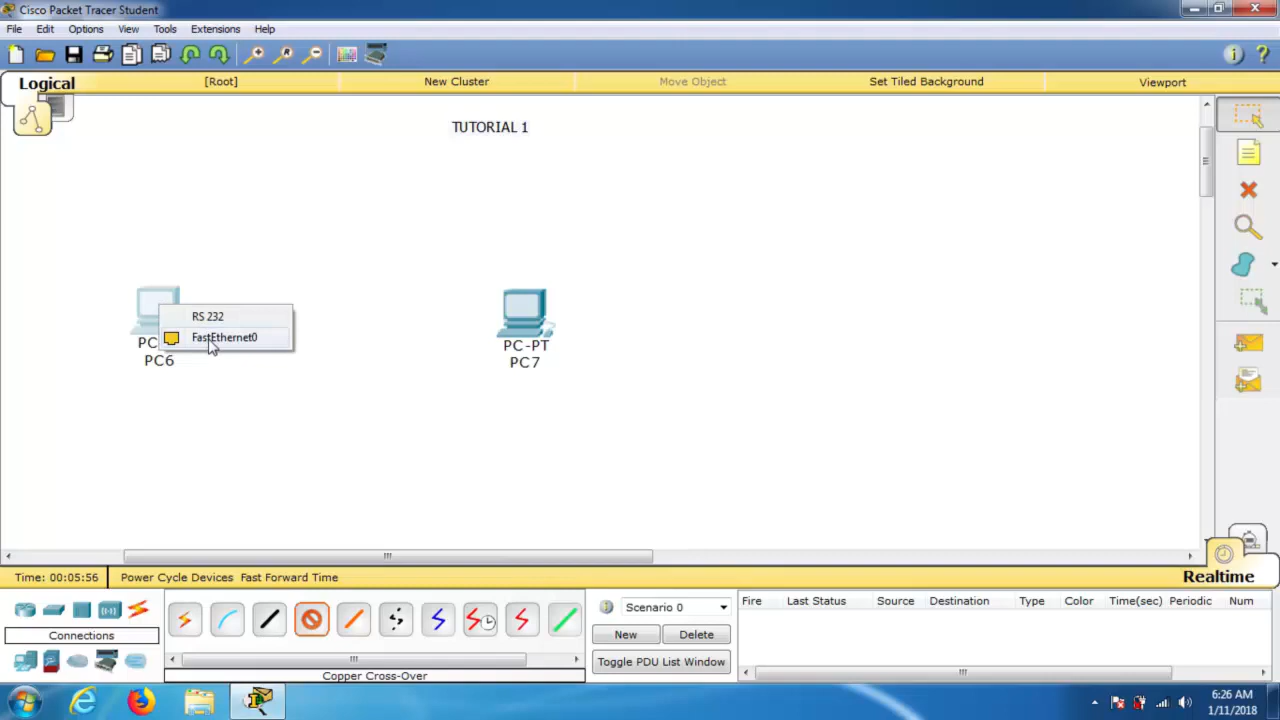 Cisco Packet Tracer Student
File Edit Options View Tools Extensions Help
Logical [Root] New Cluster Move Object Set Tiled Background Viewport
TUTORIAL 1
RS 232
FastEthernet0
PC
PC6
PC-PT
PC7
Time: 00:05:56 Power Cycle Devices Fast Forward Time
Realtime
Connections
Copper Cross-Over
Scenario 0
New Delete
Toggle PDU List Window
Fire Last Status Source Destination Type Color Time(sec) Periodic Num
6:26 AM
1/11/2018